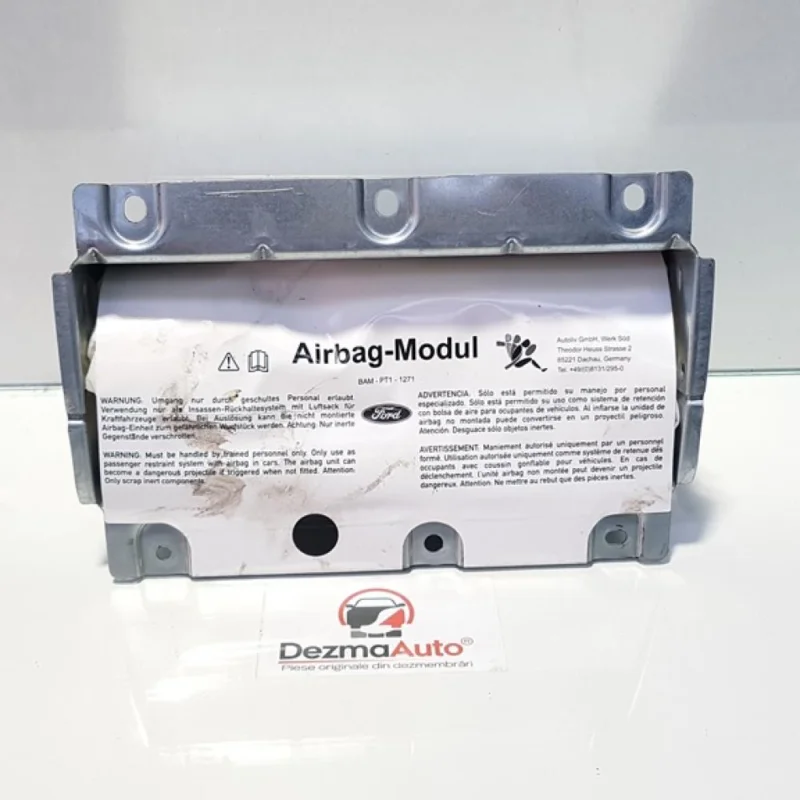 Airbag-Modul
BAM - PT1 - 1271
Autoliv GmbH, Werk Süd
Theodor Heuss Strasse 2
85221 Dachau, Germany
Tel. +49/(0)8131/295-0
WARNUNG: Umgang nur durch geschultes Personal erlaubt.
Verwendung nur als Insassen-Rückhaltesystem mit Luftsack für
Kraftfahrzeuge erlaubt. Bei Auslösung kann die nicht montierte
Airbag-Einheit zum gefährlichen Wurfstück werden. Achtung: Nur inerte
Gegenstände verschrotten.
WARNING: Must be handled by trained personnel only. Only use as
passenger restraint system with airbag in cars. The airbag unit can
become a dangerous projectile if triggered when not fitted. Attention:
Only scrap inert components.
Ford
ADVERTENCIA: Sólo está permitido su manejo por personal
especializado. Sólo está permitido su uso como sistema de retención
con bolsa de aire para ocupantes de vehículos. Al inflarse la unidad de
airbag no montada puede convertirse en un proyectil peligroso.
Atención: Desguace sólo objetos inertes.
AVERTISSEMENT: Maniement autorisé uniquement par un personnel
formé. Utilisation autorisée uniquement comme système de retenue des
occupants avec coussin gonflable pour véhicules. En cas de
déclenchement, l'unité airbag non montée peut devenir un projectile
dangereux. Attention: Ne mettre au rebut que des pièces inertes.
DezmaAuto®
Piese originale din dezmembrări